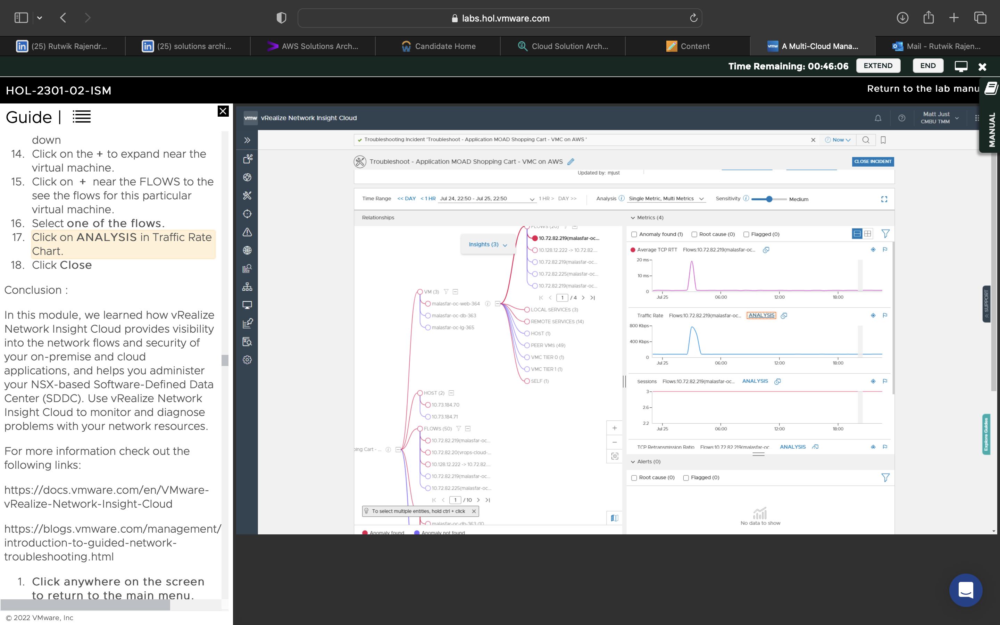 labs.hol.vmware.com
(25) Rutwik Rajendr...
(25) solutions archi...
AWS Solutions Arch...
Candidate Home
Cloud Solution Arch...
Content
vmw A Multi-Cloud Mana...
Mail - Rutwik Rajen...
Time Remaining: 00:46:06
EXTEND
END
HOL-2301-02-ISM
Return to the lab manu
MANUAL
Guide |
down
14. Click on the + to expand near the
virtual machine.
15. Click on + near the FLOWS to the
see the flows for this particular
virtual machine.
16. Select one of the flows.
17. Click on ANALYSIS in Traffic Rate
Chart.
18. Click Close
Conclusion :
In this module, we learned how vRealize
Network Insight Cloud provides visibility
into the network flows and security of
your on-premise and cloud
applications, and helps you administer
your NSX-based Software-Defined Data
Center (SDDC). Use vRealize Network
Insight Cloud to monitor and diagnose
problems with your network resources.
For more information check out the
following links:
https://docs.vmware.com/en/VMware-
vRealize-Network-Insight-Cloud
https://blogs.vmware.com/management/
introduction-to-guided-network-
troubleshooting.html
1. Click anywhere on the screen
to return to the main menu.
© 2022 VMware, Inc
vmw vRealize Network Insight Cloud
Matt Just
CMBU TMM
Troubleshooting Incident 'Troubleshoot - Application MOAD Shopping Cart - VMC on AWS '
Now
Troubleshoot - Application MOAD Shopping Cart - VMC on AWS
CLOSE INCIDENT
Updated by: mjust
Time Range << DAY < 1 HR Jul 24, 22:50 - Jul 25, 22:50 1 HR > DAY >>
Analysis Single Metric, Multi Metrics
Sensitivity Medium
Relationships
Insights (3)
FLOWS (20)
10.72.82.219(malasfar-oc...
10.128.12.222 -> 10.72.82....
10.72.82.219(malasfar-oc...
10.72.82.225(malasfar-oc...
10.72.82.219(malasfar-oc...
1 / 4
VM (3)
malasfar-oc-web-364
malasfar-oc-db-363
malasfar-oc-lg-365
LOCAL SERVICES (3)
REMOTE SERVICES (14)
HOST (1)
PEER VMs (49)
VMC TIER 0 (1)
VMC TIER 1 (1)
SELF (1)
HOST (2)
10.73.184.70
10.73.184.71
FLOWS (50)
10.72.82.219(malasfar-oc...
10.72.82.20(vrops-cloud-...
10.128.12.222 -> 10.72.82....
10.72.82.219(malasfar-oc...
10.72.82.225(malasfar-oc...
1 / 10
ping Cart - ...
To select multiple entities, hold ctrl + click
malasfar-oc-db-363 (10
Anomaly found
Anomaly not found
Metrics (4)
Anomaly found (1)
Root cause (0)
Flagged (0)
Average TCP RTT Flows:10.72.82.219(malasfar-oc...
20 ms
10 ms
0
Jul 25 06:00 12:00 18:00
Traffic Rate Flows:10.72.82.219(malasfar-oc... ANALYSIS
800 Kbps
400 Kbps
0
Jul 25 06:00 12:00 18:00
Sessions Flows:10.72.82.219(malasfar-oc... ANALYSIS
3
2.6
2.2
Jul 25 06:00 12:00 18:00
TCP Retransmission Ratio Flows:10.72.82.219(malasfar-oc ANALYSIS
Alerts (0)
Root cause (0)
Flagged (0)
No data to show
SUPPORT
Explore Guides